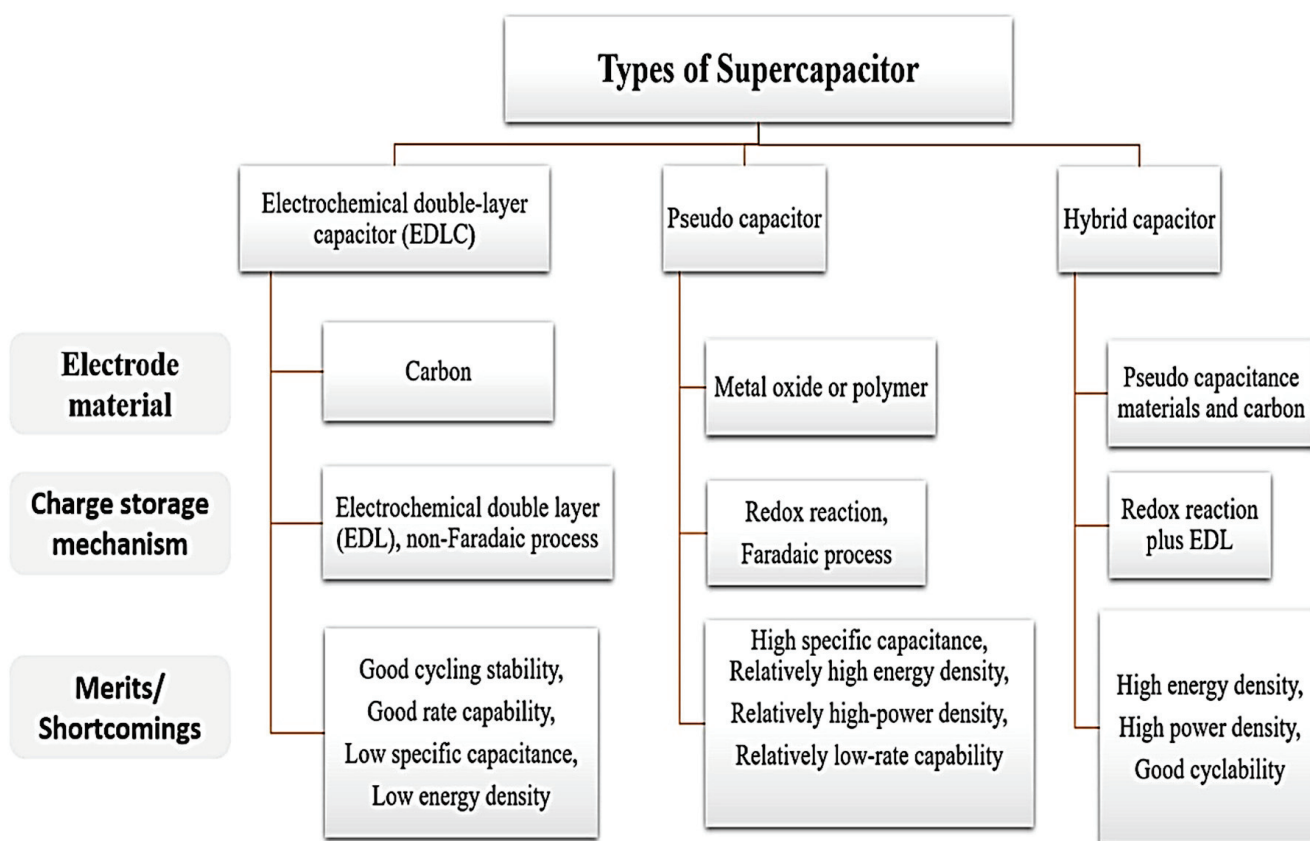 Types of Supercapacitor
Electrochemical double-layer
capacitor (EDLC)
Pseudo capacitor
Hybrid capacitor
Electrode
material
Carbon
Metal oxide or polymer
Pseudo capacitance
materials and carbon
Charge storage
mechanism
Electrochemical double layer
(EDL), non-Faradaic process
Redox reaction,
Faradaic process
Redox reaction
plus EDL
Merits/
Shortcomings
Good cycling stability,
Good rate capability,
Low specific capacitance,
Low energy density
High specific capacitance,
Relatively high energy density,
Relatively high-power density,
Relatively low-rate capability
High energy density,
High power density,
Good cyclability